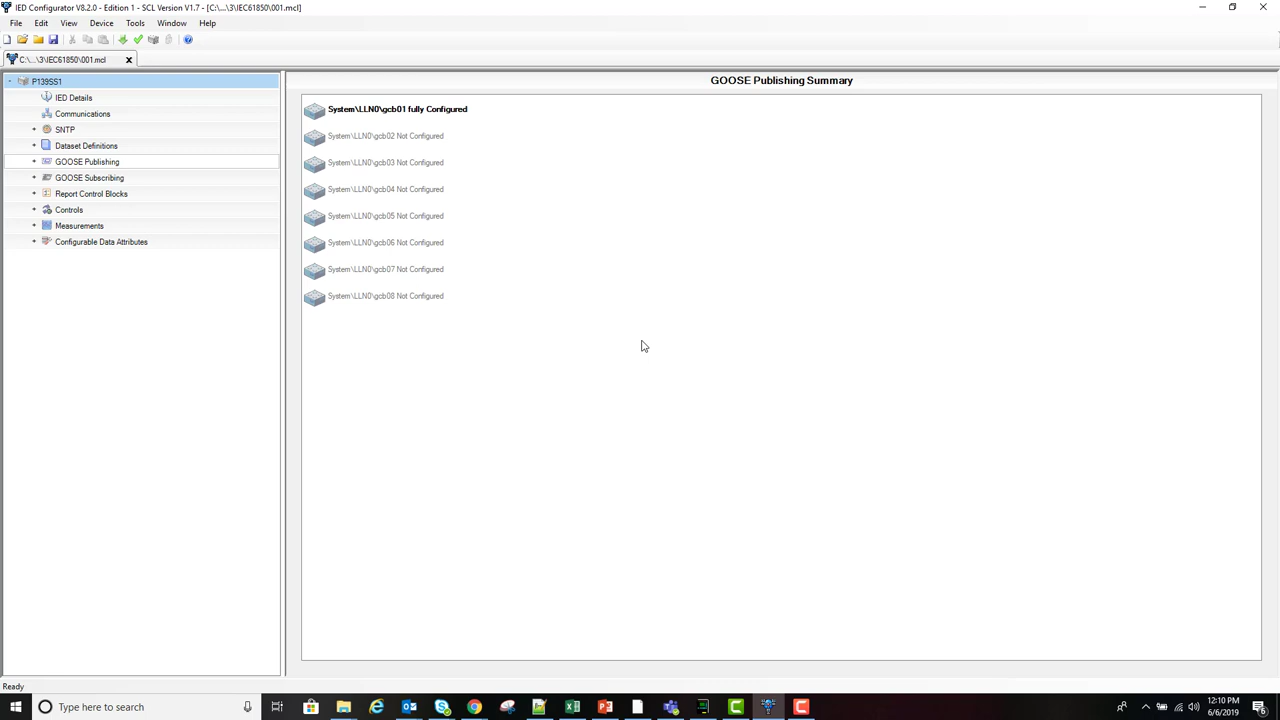 IED Configurator V8.2.0 - Edition 1 - SCL Version V1.7 - [C:\...\3\IEC61850\001.mcl]
File Edit View Device Tools Window Help
C:\...\3\IEC61850\001.mcl
P139SS1
IED Details
Communications
SNTP
Dataset Definitions
GOOSE Publishing
GOOSE Subscribing
Report Control Blocks
Controls
Measurements
Configurable Data Attributes
GOOSE Publishing Summary
System\LLN0\gcb01 fully Configured
System\LLN0\gcb02 Not Configured
System\LLN0\gcb03 Not Configured
System\LLN0\gcb04 Not Configured
System\LLN0\gcb05 Not Configured
System\LLN0\gcb06 Not Configured
System\LLN0\gcb07 Not Configured
System\LLN0\gcb08 Not Configured
Ready
Type here to search
12:10 PM
6/6/2019